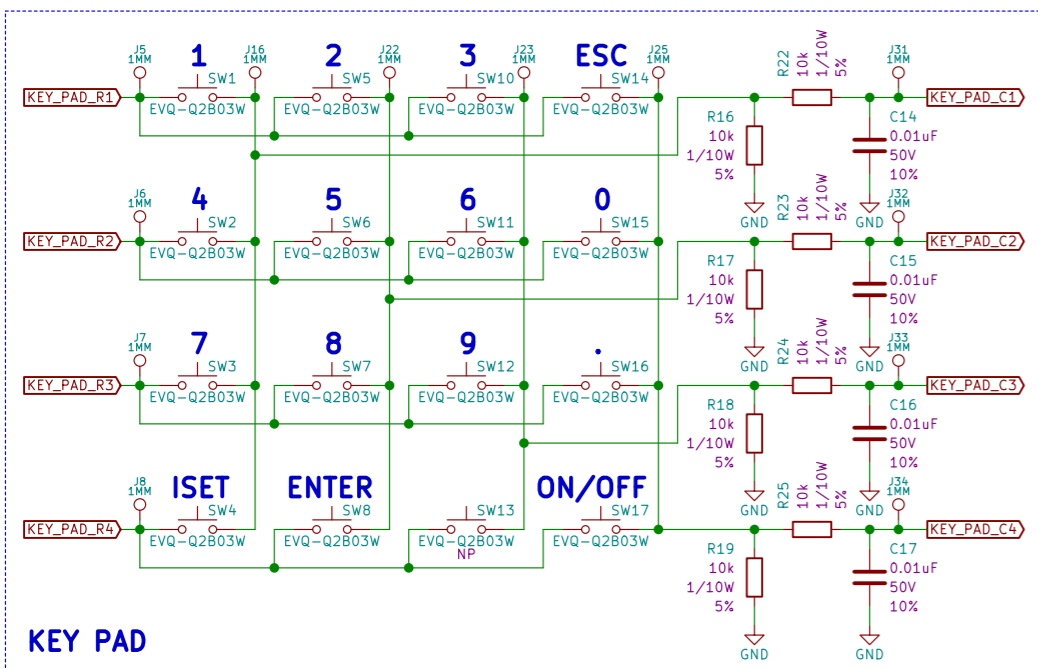 1 2 3 ESC
J5 1MM J16 1MM J22 1MM J23 1MM J25 1MM R22 10k 1/10W 5% J31 1MM
SW1 SW5 SW10 SW14
KEY_PAD_R1 KEY_PAD_C1
EVQ-Q2B03W EVQ-Q2B03W EVQ-Q2B03W EVQ-Q2B03W
R16 10k 1/10W 5% GND
C14 0.01uF 50V 10% GND
4 5 6 0
J6 1MM R23 10k 1/10W 5% J32 1MM
SW2 SW6 SW11 SW15
KEY_PAD_R2 KEY_PAD_C2
EVQ-Q2B03W EVQ-Q2B03W EVQ-Q2B03W EVQ-Q2B03W
R17 10k 1/10W 5% GND
C15 0.01uF 50V 10% GND
7 8 9 .
J7 1MM R24 10k 1/10W 5% J33 1MM
SW3 SW7 SW12 SW16
KEY_PAD_R3 KEY_PAD_C3
EVQ-Q2B03W EVQ-Q2B03W EVQ-Q2B03W EVQ-Q2B03W
R18 10k 1/10W 5% GND
C16 0.01uF 50V 10% GND
ISET ENTER ON/OFF
J8 1MM R25 10k 1/10W 5% J34 1MM
SW4 SW8 SW13 SW17
KEY_PAD_R4 KEY_PAD_C4
EVQ-Q2B03W EVQ-Q2B03W EVQ-Q2B03W EVQ-Q2B03W
NP
R19 10k 1/10W 5% GND
C17 0.01uF 50V 10% GND
KEY PAD